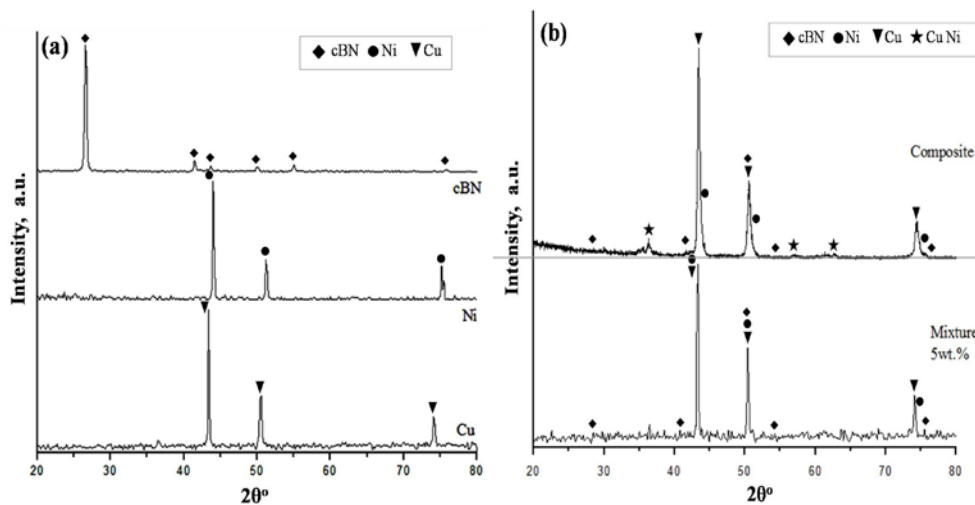 (a)
◆ cBN ● Ni ▼ Cu
cBN
Ni
Cu
Intensity, a.u.
20 30 40 50 60 70 80
2θ°
(b)
◆ cBN ● Ni ▼ Cu ★ Cu Ni
Composite
Mixture
5wt.%
Intensity, a.u.
20 30 40 50 60 70 80
2θ°